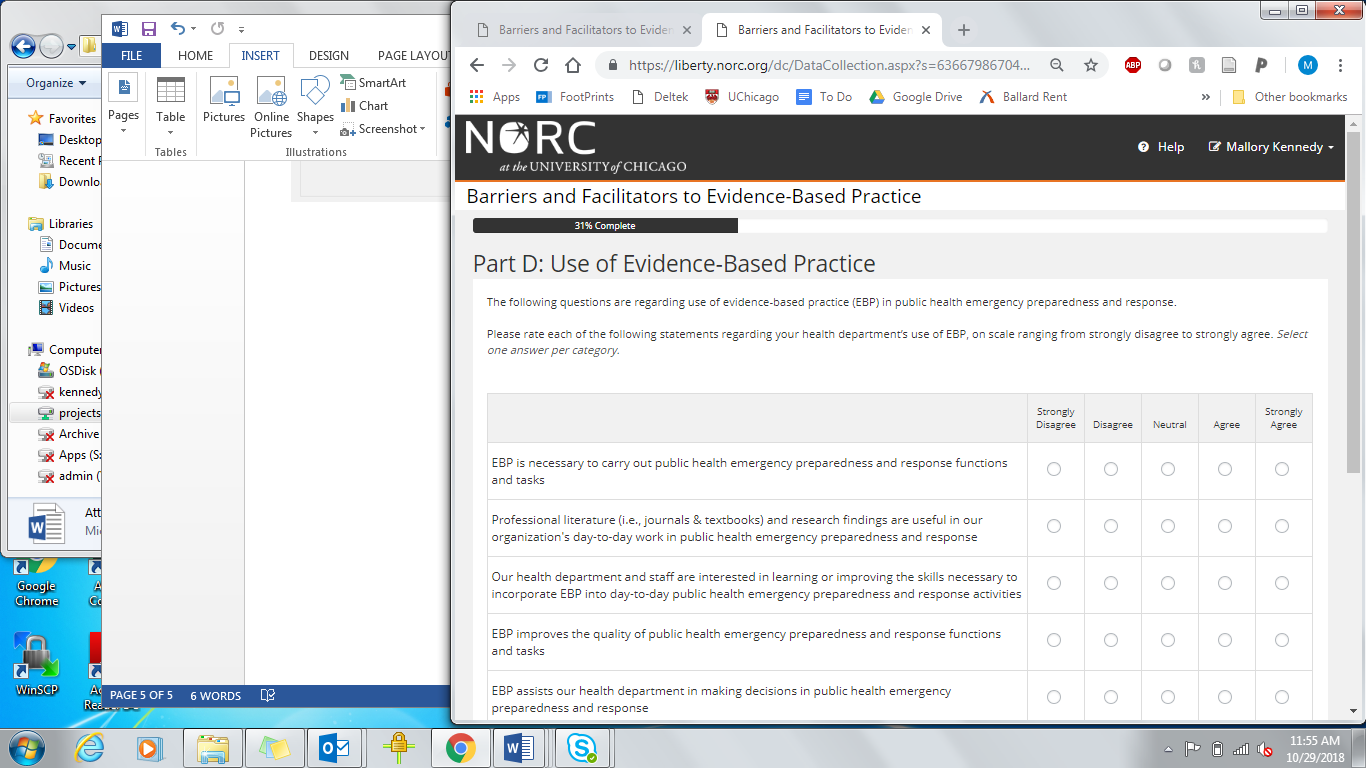 Organize
Favorites
Desktop
Recent
Downlo
Libraries
Docume
Music
Pictures
Videos
Computer
OSDisk
kennedy
projects
Archive
Apps (S:
admin (
Att
Mic
Google
Chrome
WinSCP
FILE
HOME
INSERT
DESIGN
PAGE LAYOU
Pages
Table
Pictures
Online
Pictures
Shapes
SmartArt
Chart
Screenshot
Tables
Illustrations
PAGE 5 OF 5
6 WORDS
Barriers and Facilitators to Eviden
Barriers and Facilitators to Eviden
https://liberty.norc.org/dc/DataCollection.aspx?s=63667986704...
ABP
M
Apps
FP FootPrints
Deltek
UChicago
To Do
Google Drive
Ballard Rent
»
Other bookmarks
NORC
at the UNIVERSITY of CHICAGO
Help
Mallory Kennedy
Barriers and Facilitators to Evidence-Based Practice
31% Complete
Part D: Use of Evidence-Based Practice
The following questions are regarding use of evidence-based practice (EBP) in public health emergency preparedness and response.
Please rate each of the following statements regarding your health department's use of EBP, on scale ranging from strongly disagree to strongly agree. Select
one answer per category.
Strongly Disagree
Disagree
Neutral
Agree
Strongly Agree
EBP is necessary to carry out public health emergency preparedness and response functions
and tasks
Professional literature (i.e., journals & textbooks) and research findings are useful in our
organization's day-to-day work in public health emergency preparedness and response
Our health department and staff are interested in learning or improving the skills necessary to
incorporate EBP into day-to-day public health emergency preparedness and response activities
EBP improves the quality of public health emergency preparedness and response functions
and tasks
EBP assists our health department in making decisions in public health emergency
preparedness and response
11:55 AM
10/29/2018